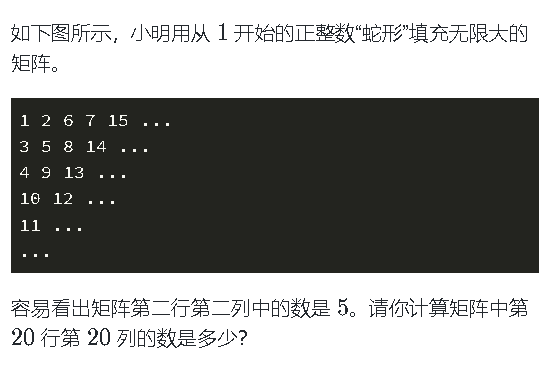 如下图所示，小明用从 1 开始的正整数“蛇形”填充无限大的
矩阵。
1 2 6 7 15 ...
3 5 8 14 ...
4 9 13 ...
10 12 ...
11 ...
...
容易看出矩阵第二行第二列中的数是 5。请你计算矩阵中第
20 行第 20 列的数是多少？